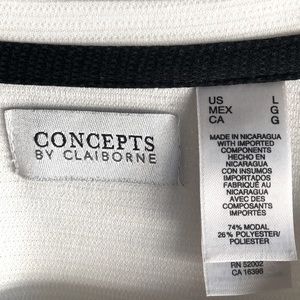 CONCEPTS
BY CLAIBORNE
US L
MEX G
CA G
MADE IN NICARAGUA
WITH IMPORTED
COMPONENTS
HECHO EN
NICARAGUA
CON INSUMOS
IMPORTADOS
FABRIQUÉ AU
NICARAGUA
AVEC DES
COMPOSANTS
IMPORTÉS
74% MODAL
26% POLYESTER/
POLIESTER
RN 52002
CA 16396